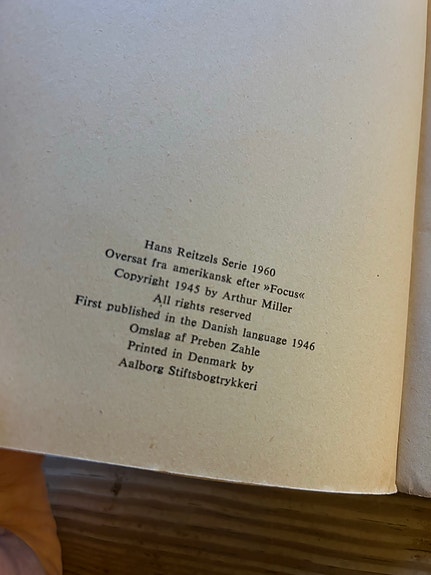 Hans Reitzels Serie 1960
Oversat fra amerikansk efter »Focus«
Copyright 1945 by Arthur Miller
All rights reserved
First published in the Danish language 1946
Omslag af Preben Zahle
Printed in Denmark by
Aalborg Stiftsbogtrykkeri